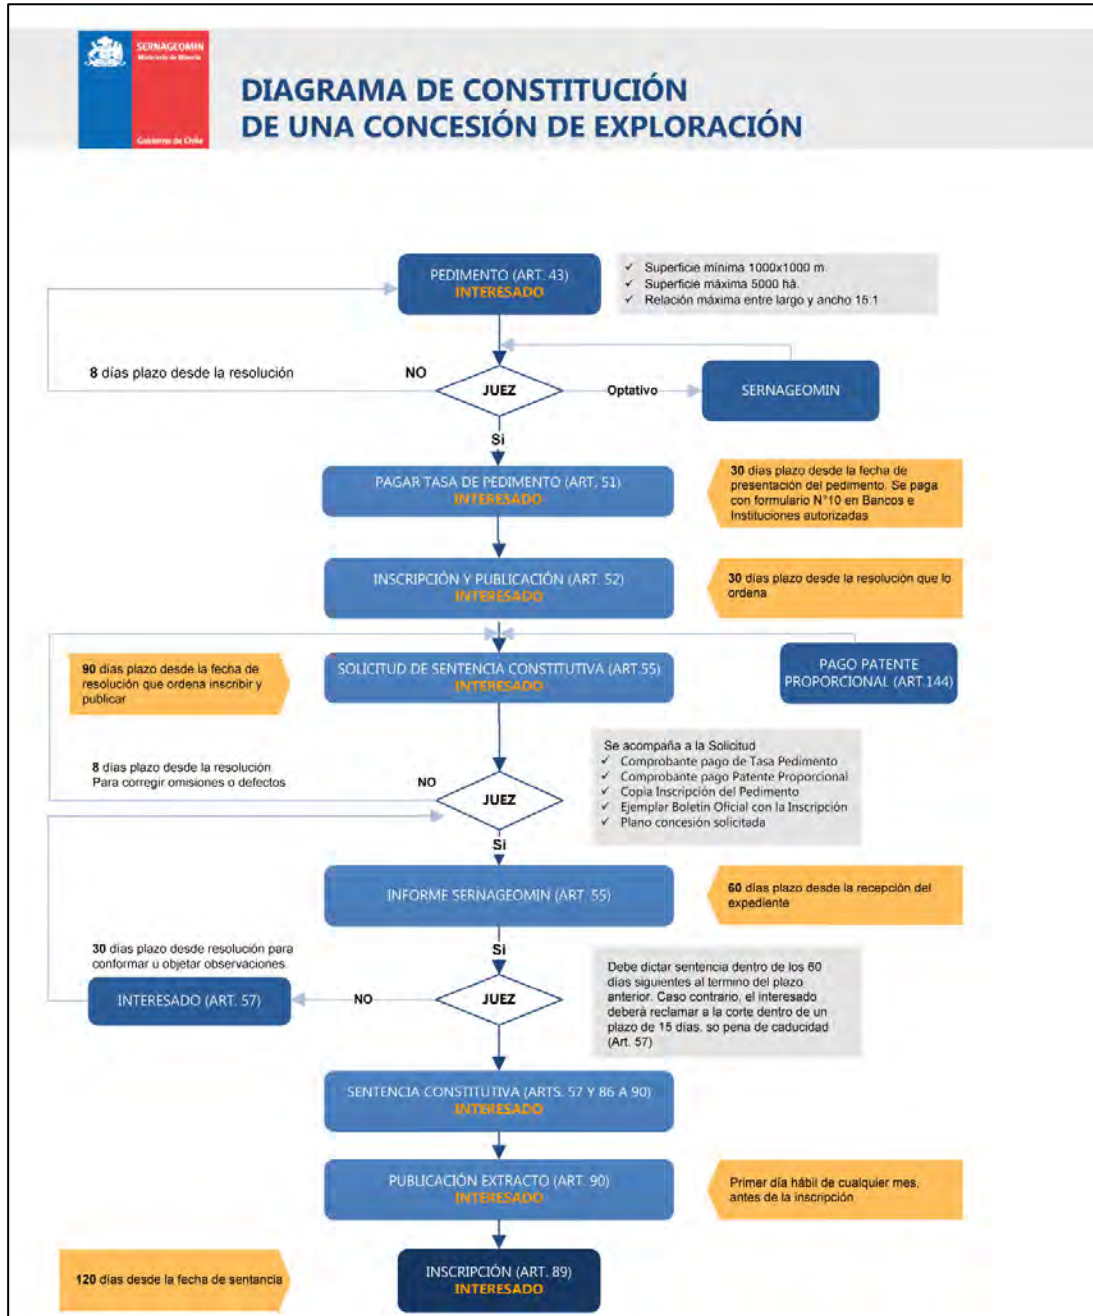 SERNAGEOMIN
Ministerio de Minería
Gobierno de Chile
DIAGRAMA DE CONSTITUCIÓN
DE UNA CONCESIÓN DE EXPLORACIÓN
PEDIMENTO (ART. 43)
INTERESADO
✓ Superficie mínima 1000x1000 m.
✓ Superficie máxima 5000 há.
✓ Relación máxima entre largo y ancho 15:1
8 días plazo desde la resolución
NO
JUEZ
Optativo
SERNAGEOMIN
Si
PAGAR TASA DE PEDIMENTO (ART. 51)
INTERESADO
30 días plazo desde la fecha de
presentación del pedimento. Se paga
con formulario N°10 en Bancos e
Instituciones autorizadas
INSCRIPCIÓN Y PUBLICACIÓN (ART. 52)
INTERESADO
30 días plazo desde la resolución que lo
ordena
90 días plazo desde la fecha de
resolución que ordena inscribir y
publicar
SOLICITUD DE SENTENCIA CONSTITUTIVA (ART.55)
INTERESADO
PAGO PATENTE
PROPORCIONAL (ART.144)
8 días plazo desde la resolución
Para corregir omisiones o defectos
NO
JUEZ
Se acompaña a la Solicitud
✓ Comprobante pago de Tasa Pedimento
✓ Comprobante pago Patente Proporcional
✓ Copia Inscripción del Pedimento
✓ Ejemplar Boletín Oficial con la Inscripción
✓ Plano concesión solicitada
Si
INFORME SERNAGEOMIN (ART. 55)
60 días plazo desde la recepción del
expediente
30 días plazo desde resolución para
conformar u objetar observaciones
Si
INTERESADO (ART. 57)
NO
JUEZ
Debe dictar sentencia dentro de los 60
días siguientes al termino del plazo
anterior. Caso contrario, el interesado
deberá reclamar a la corte dentro de un
plazo de 15 días, so pena de caducidad
(Art. 57)
SENTENCIA CONSTITUTIVA (ARTS. 57 Y 86 A 90)
INTERESADO
PUBLICACIÓN EXTRACTO (ART. 90)
INTERESADO
Primer día hábil de cualquier mes,
antes de la inscripción
120 días desde la fecha de sentancia
INSCRIPCIÓN (ART. 89)
INTERESADO